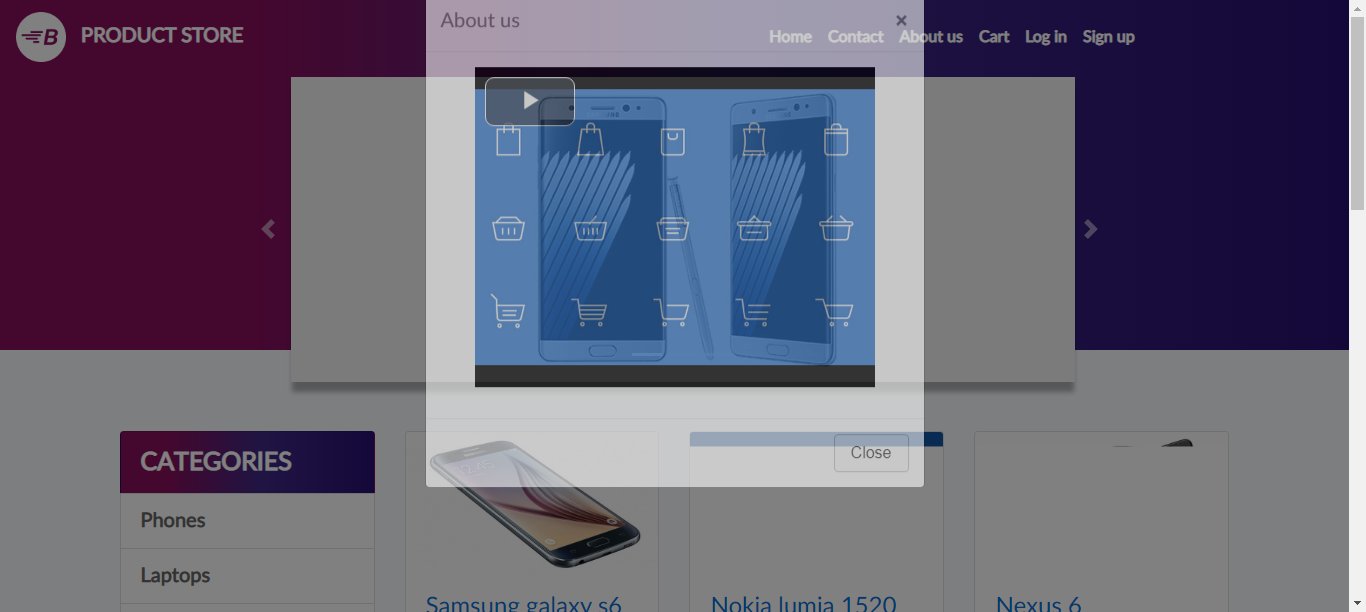 B PRODUCT STORE
About us ×
Home Contact About us Cart Log in Sign up
CATEGORIES
Phones
Laptops
Close
Samsung galaxy s6
Nokia lumia 1520
Nexus 6